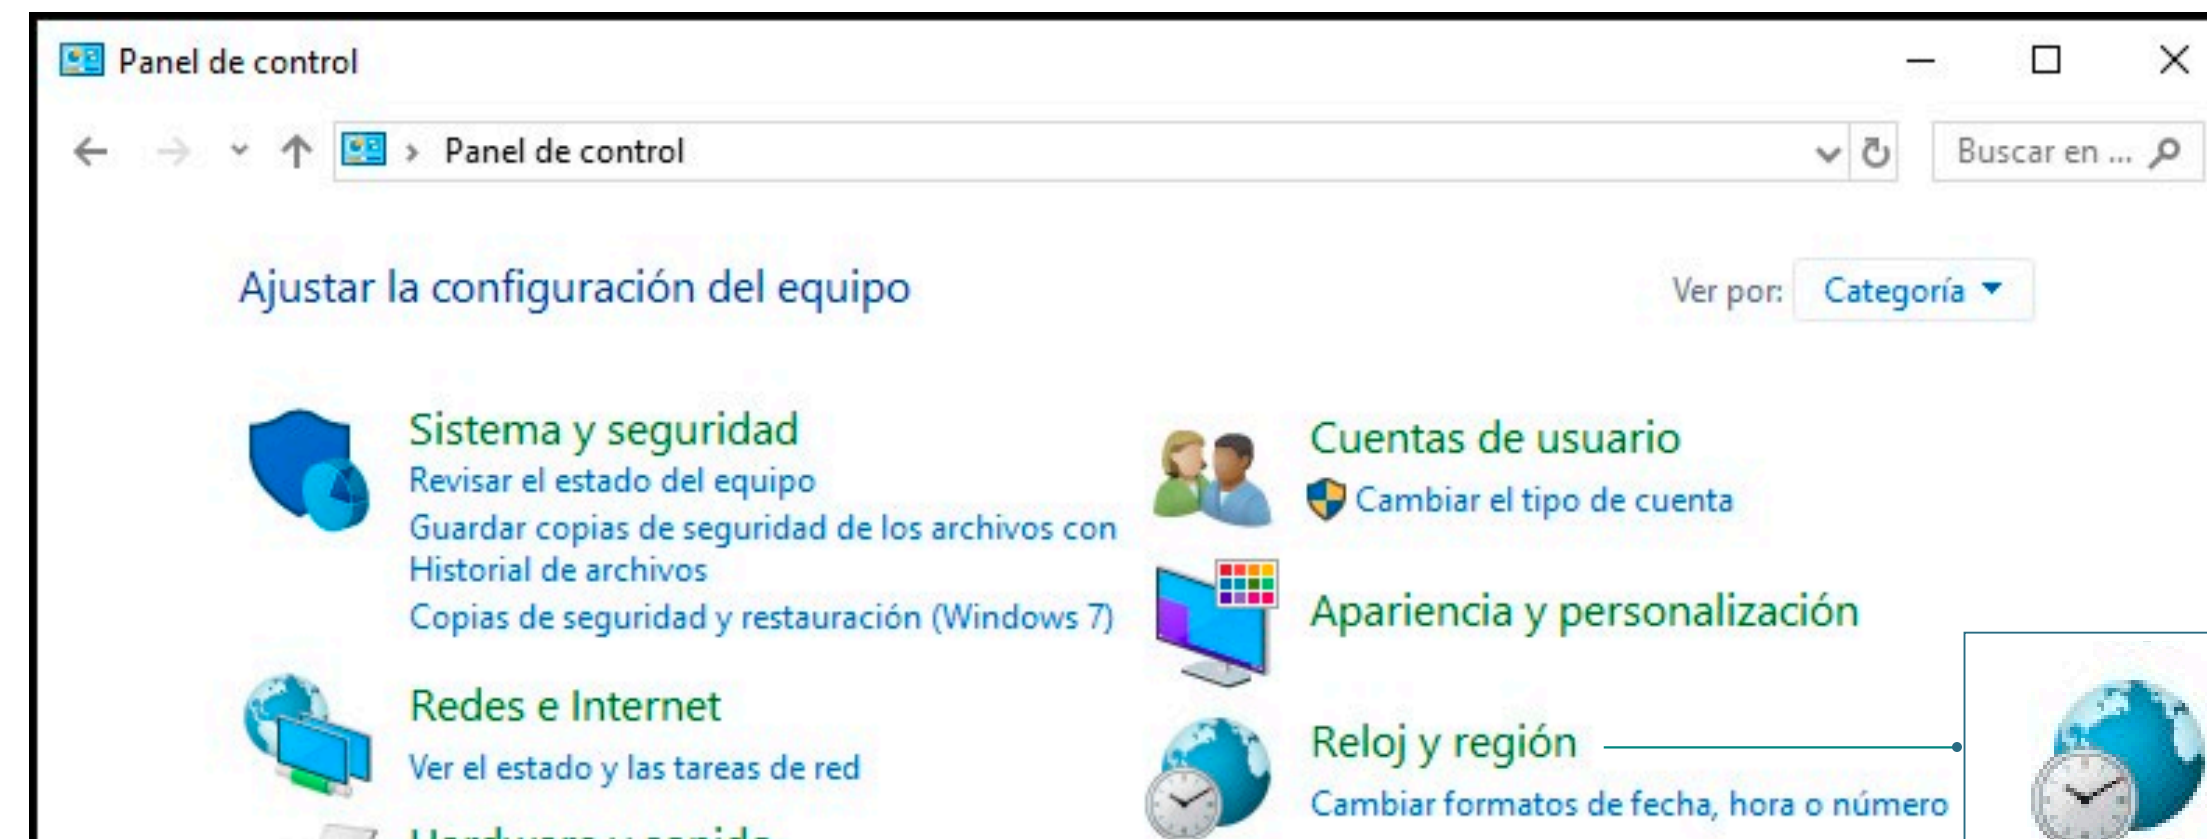 Panel de control
Panel de control
Buscar en ...
Ajustar la configuración del equipo
Ver por: Categoría
Sistema y seguridad
Revisar el estado del equipo
Guardar copias de seguridad de los archivos con
Historial de archivos
Copias de seguridad y restauración (Windows 7)
Redes e Internet
Ver el estado y las tareas de red
Hardware y sonido
Cuentas de usuario
Cambiar el tipo de cuenta
Apariencia y personalización
Reloj y región
Cambiar formatos de fecha, hora o número